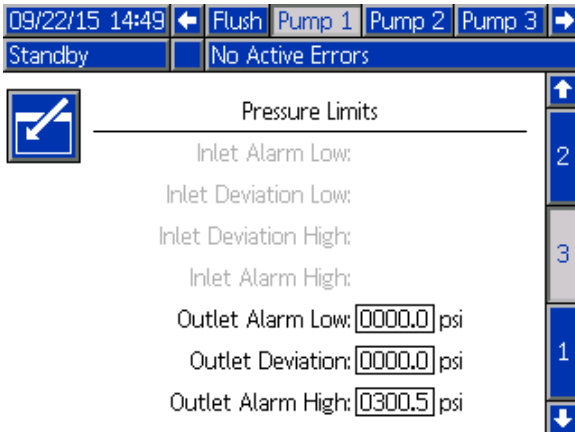 09/22/15 14:49 Flush Pump 1 Pump 2 Pump 3
Standby No Active Errors
Pressure Limits
Inlet Alarm Low:
2
Inlet Deviation Low:
Inlet Deviation High:
3
Inlet Alarm High:
Outlet Alarm Low: 0000.0 psi
Outlet Deviation: 0000.0 psi
1
Outlet Alarm High: 0300.5 psi